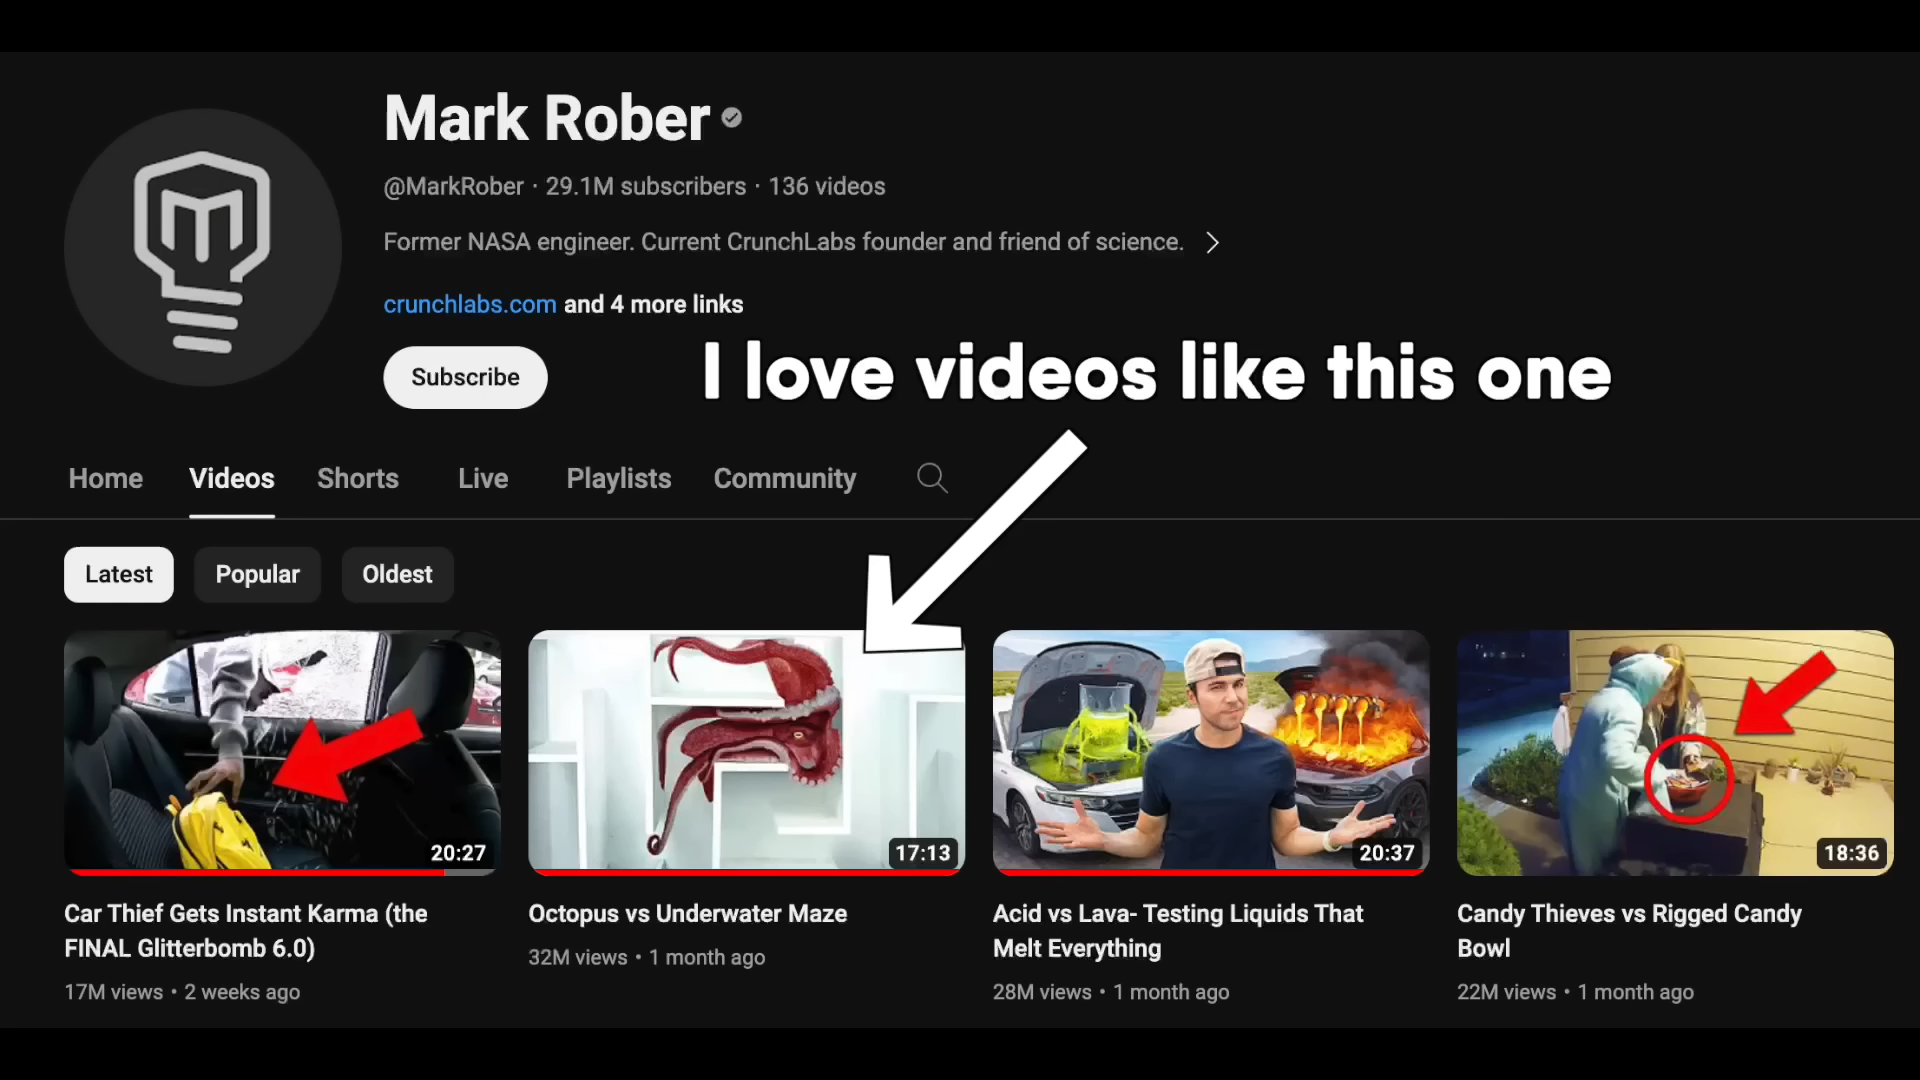 Mark Rober
@MarkRober · 29.1M subscribers · 136 videos
Former NASA engineer. Current CrunchLabs founder and friend of science.
crunchlabs.com and 4 more links
Subscribe
I love videos like this one
Home Videos Shorts Live Playlists Community
Latest Popular Oldest
20:27
17:13
20:37
18:36
Car Thief Gets Instant Karma (the
FINAL Glitterbomb 6.0)
17M views • 2 weeks ago
Octopus vs Underwater Maze
32M views • 1 month ago
Acid vs Lava- Testing Liquids That
Melt Everything
28M views • 1 month ago
Candy Thieves vs Rigged Candy
Bowl
22M views • 1 month ago